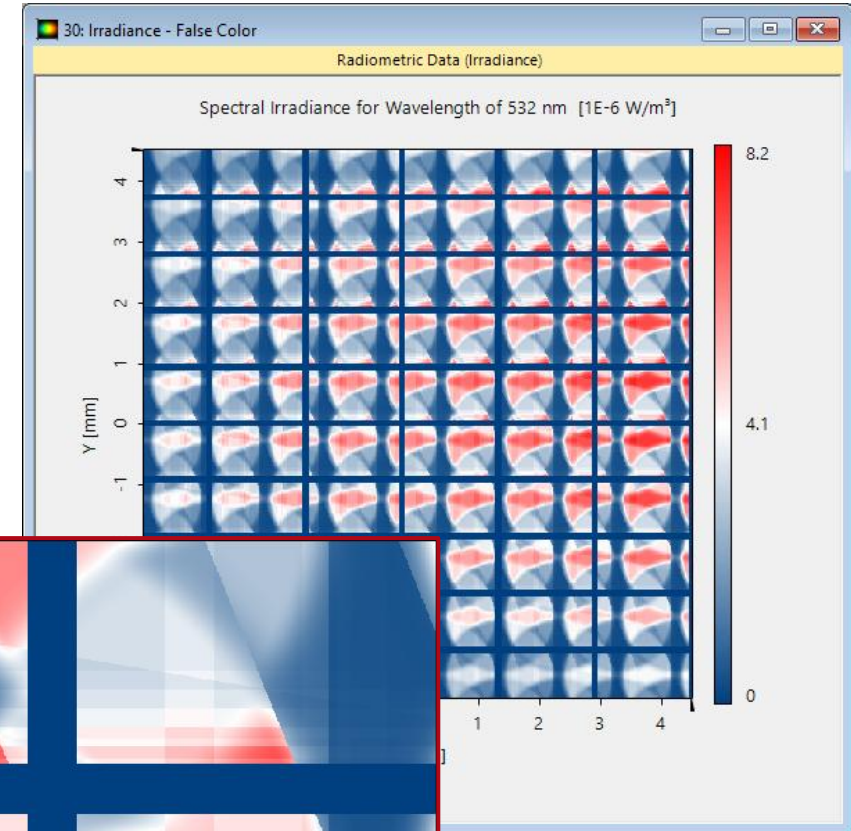 30: Irradiance - False Color
Radiometric Data (Irradiance)
Spectral Irradiance for Wavelength of 532 nm [1E-6 W/m³]
8.2
4.1
0
Y [mm]
4
3
2
1
0
-1
1 2 3 4
]